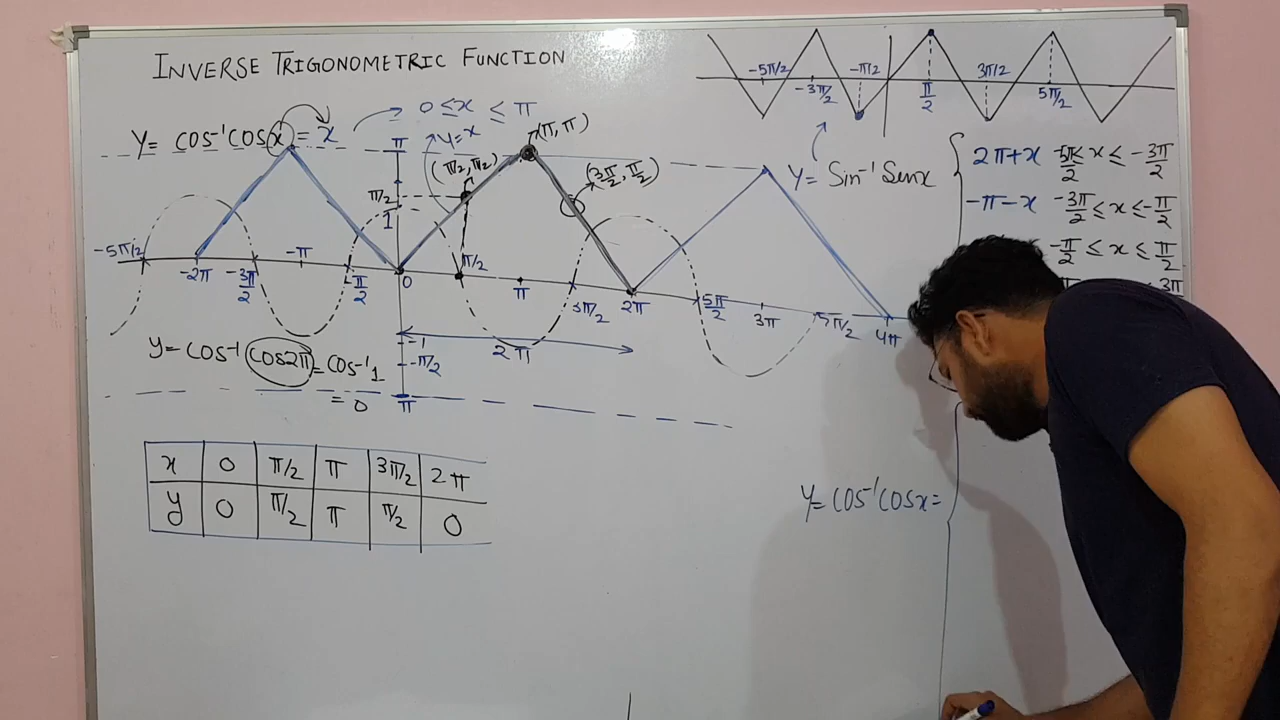 INVERSE TRIGONOMETRIC FUNCTION
-5π/2 -3π/2 -π/2 π/2 3π/2 5π/2
Y= cos⁻¹cosx = x
0 ≤ x ≤ π
y=x
π
(π/2, π/2)
(π, π)
(3π/2, π/2)
π/2
1
Y= Sin⁻¹ Sinx
2π+x -5π/2 ≤ x ≤ -3π/2
-π-x -3π/2 ≤ x ≤ -π/2
-π/2 ≤ x ≤ π/2
3π
-5π/2 -2π -3π/2 -π -π/2 0 π/2 π 3π/2 2π 5π/2 3π 7π/2 4π
-1
2π
-π/2
π
y= cos⁻¹ cos2π = cos⁻¹1
= 0
x 0 π/2 π 3π/2 2π
y 0 π/2 π π/2 0
Y= cos⁻¹cosx=